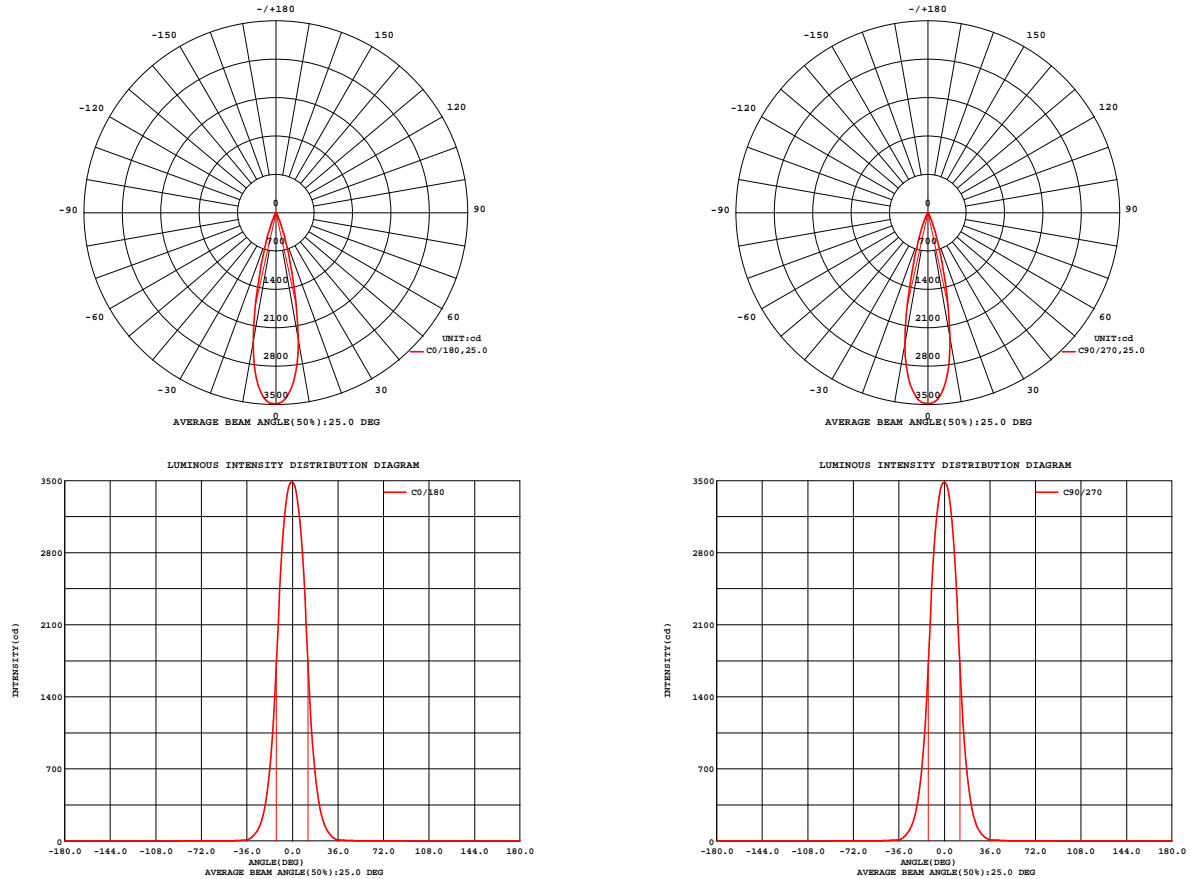 -/+180
-150
150
-120
120
-90
90
-60
60
-30
30
0
0
700
1400
2100
2800
3500
UNIT:cd
C0/180,25.0
AVERAGE BEAM ANGLE(50%):25.0 DEG
-/+180
-150
150
-120
120
-90
90
-60
60
-30
30
0
0
700
1400
2100
2800
3500
UNIT:cd
C90/270,25.0
AVERAGE BEAM ANGLE(50%):25.0 DEG
LUMINOUS INTENSITY DISTRIBUTION DIAGRAM
C0/180
INTENSITY(cd)
3500
2800
2100
1400
700
0
-180.0 -144.0 -108.0 -72.0 -36.0 0.0 36.0 72.0 108.0 144.0 180.0
ANGLE(DEG)
AVERAGE BEAM ANGLE(50%):25.0 DEG
LUMINOUS INTENSITY DISTRIBUTION DIAGRAM
C90/270
INTENSITY(cd)
3500
2800
2100
1400
700
0
-180.0 -144.0 -108.0 -72.0 -36.0 0.0 36.0 72.0 108.0 144.0 180.0
ANGLE(DEG)
AVERAGE BEAM ANGLE(50%):25.0 DEG